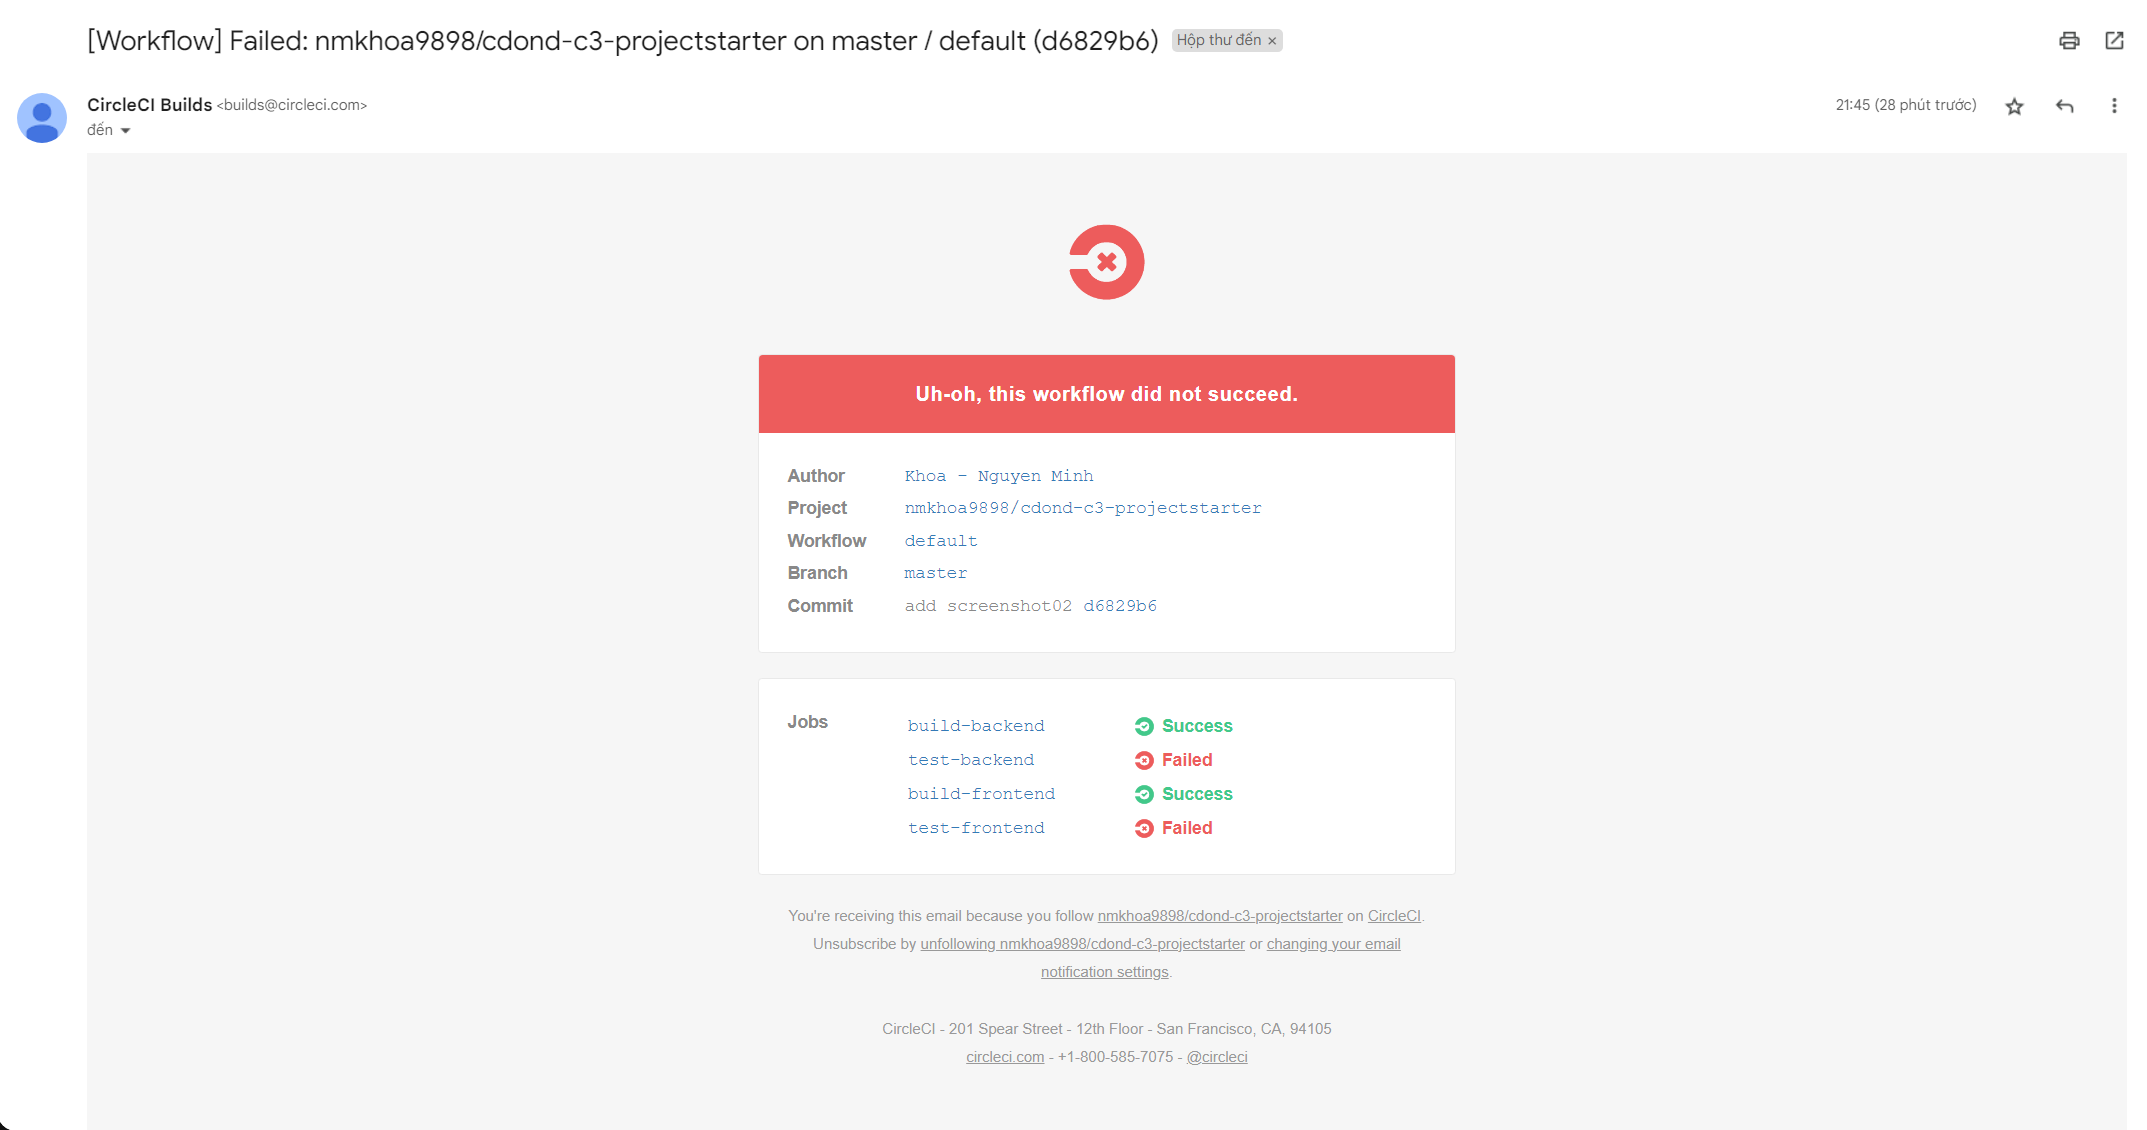 [Workflow] Failed: nmkhoa9898/cdond-c3-projectstarter on master / default (d6829b6) Hộp thư đến ×
CircleCI Builds <builds@circleci.com> 21:45 (28 phút trước)
đến
Uh-oh, this workflow did not succeed.
Author Khoa - Nguyen Minh
Project nmkhoa9898/cdond-c3-projectstarter
Workflow default
Branch master
Commit add screenshot02 d6829b6
Jobs build-backend Success
test-backend Failed
build-frontend Success
test-frontend Failed
You're receiving this email because you follow nmkhoa9898/cdond-c3-projectstarter on CircleCI.
Unsubscribe by unfollowing nmkhoa9898/cdond-c3-projectstarter or changing your email
notification settings.
CircleCI - 201 Spear Street - 12th Floor - San Francisco, CA, 94105
circleci.com - +1-800-585-7075 - @circleci